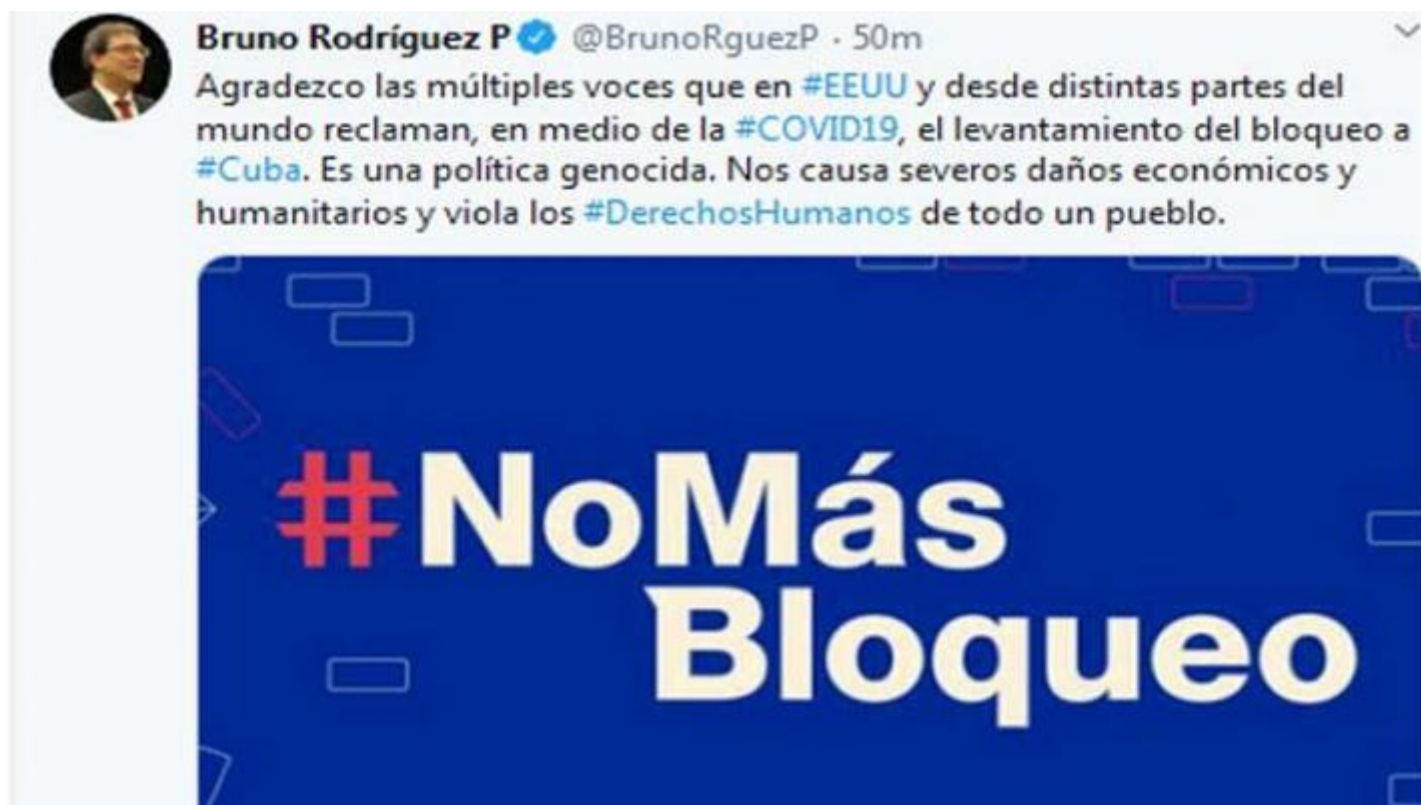 Bruno Rodríguez P @BrunoRguezP · 50m
Agradezco las múltiples voces que en #EEUU y desde distintas partes del
mundo reclaman, en medio de la #COVID19, el levantamiento del bloqueo a
#Cuba. Es una política genocida. Nos causa severos daños económicos y
humanitarios y viola los #DerechosHumanos de todo un pueblo.
#NoMás
Bloqueo